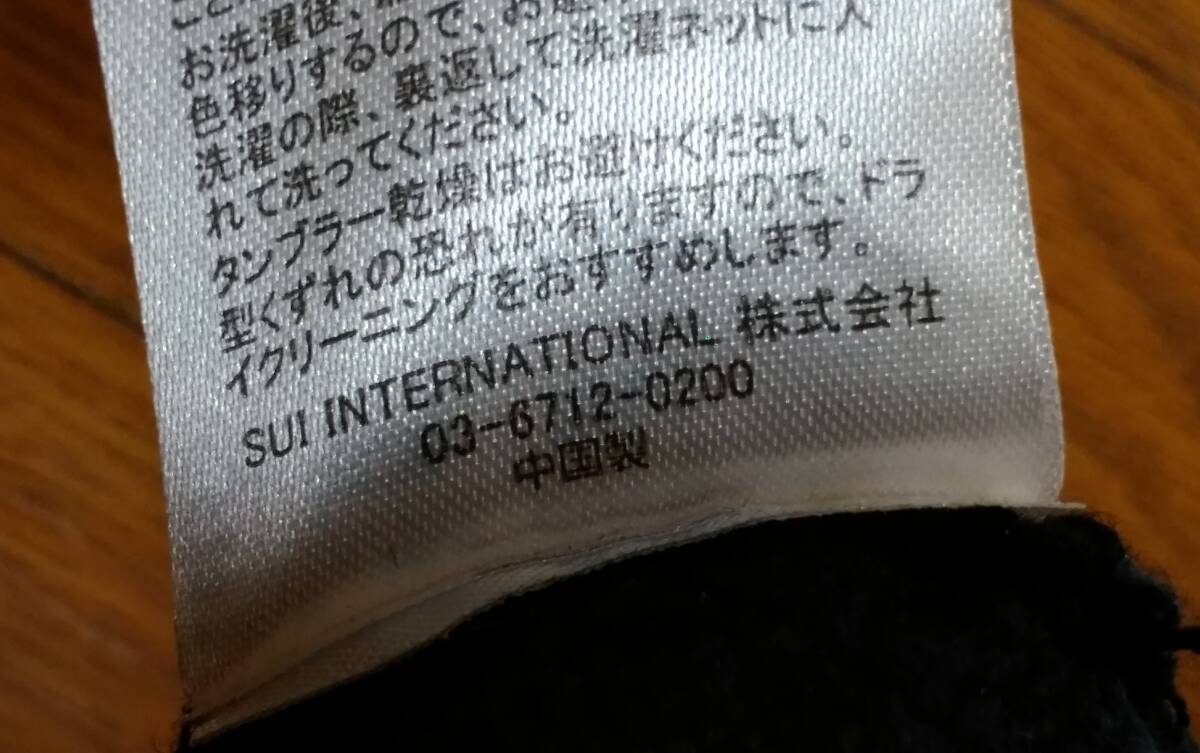 お洗濯後、
色移りするので、お避
洗濯の際、裏返して洗濯ネットに入
れて洗ってください。
タンブラー乾燥はお避けください。
型くずれの恐れが有りますので、ドラ
イクリーニングをおすすめします。
SUI INTERNATIONAL 株式会社
03-6712-0200
中国製